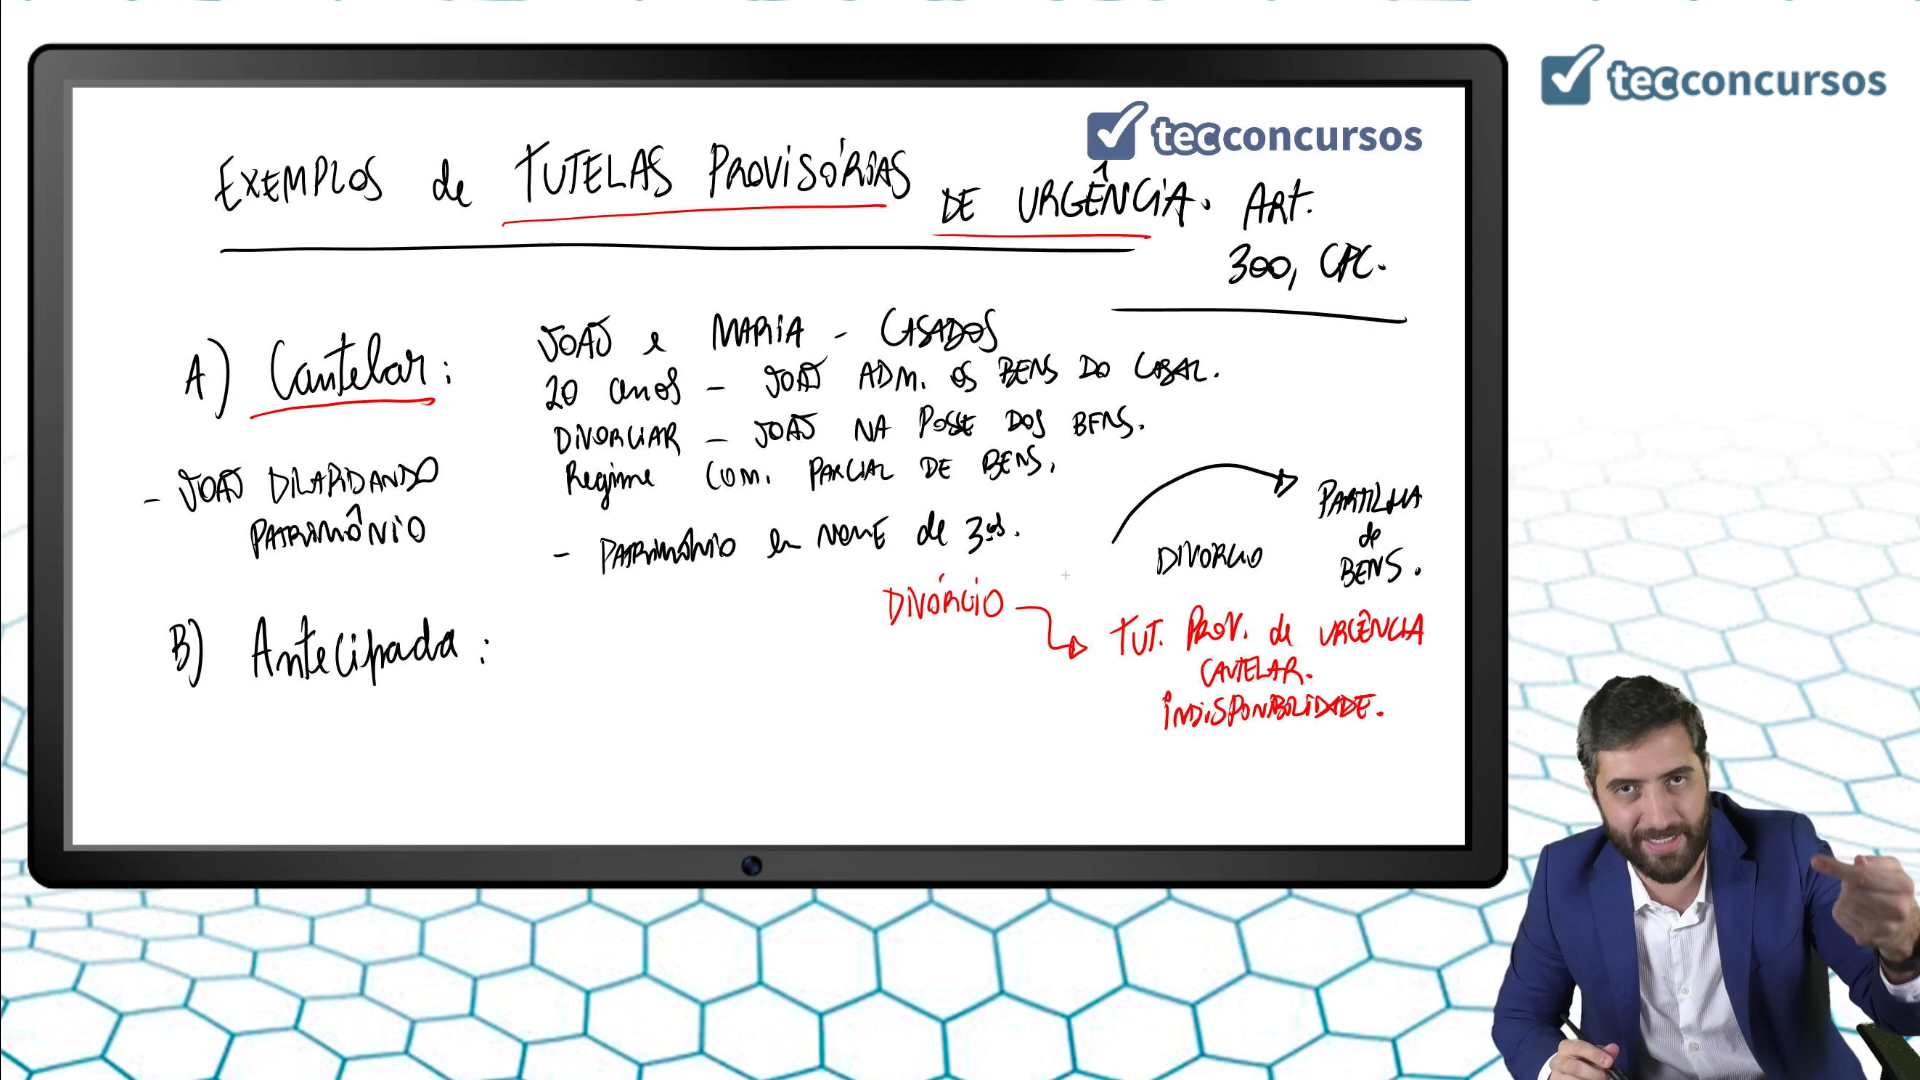 tecconcursos
tecconcursos
EXEMPLOS de TUTELAS PROVISÓRIAS DE URGÊNCIA. ART.
300, CPC.
A) Cautelar:
JOÃO e MARIA - CASADOS
20 anos - JOÃO ADM. OS BENS DO CASAL.
DIVORCIAR - JOÃO NA POSSE DOS BENS.
Regime COM. PARCIAL DE BENS.
- JOÃO DILAPIDANDO
PATRIMÔNIO
- PATRIMÔNIO em NOME de 3os.
DIVORCIO
PARTILHA
de
BENS.
DIVÓRCIO
TUT. PROV. de URGÊNCIA
CAUTELAR.
INDISPONIBILIDADE.
B) Antecipada: